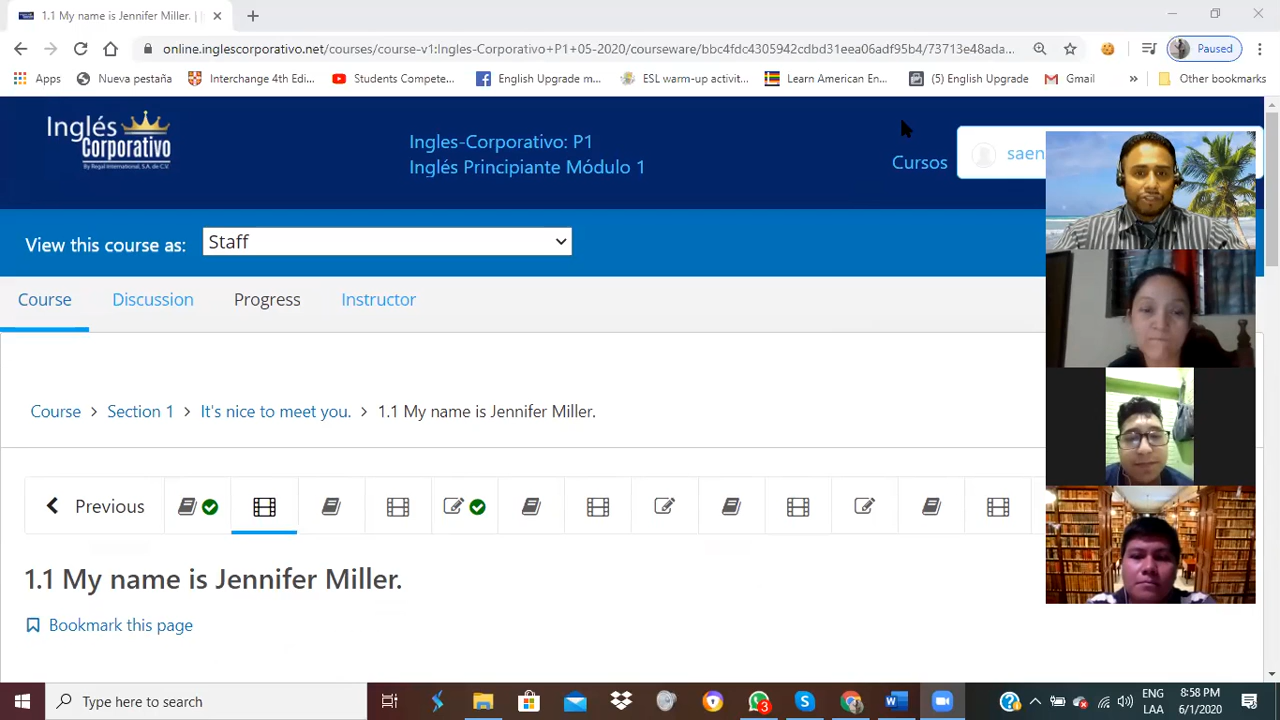 1.1 My name is Jennifer Miller. |
online.inglescorporativo.net/courses/course-v1:Ingles-Corporativo+P1+05-2020/courseware/bbc4fdc4305942cdbd31eea06adf95b4/73713e48ada...
Paused
Apps
Nueva pestaña
Interchange 4th Edi...
Students Compete...
English Upgrade m...
ESL warm-up activit...
Learn American En...
(5) English Upgrade
Gmail
Other bookmarks
Inglés
Corporativo
By Regal International, S.A. de C.V.
Ingles-Corporativo: P1
Inglés Principiante Módulo 1
Cursos
saen
View this course as:
Staff
Course
Discussion
Progress
Instructor
Course > Section 1 > It's nice to meet you. > 1.1 My name is Jennifer Miller.
Previous
1.1 My name is Jennifer Miller.
Bookmark this page
Type here to search
3
ENG
LAA
8:58 PM
6/1/2020